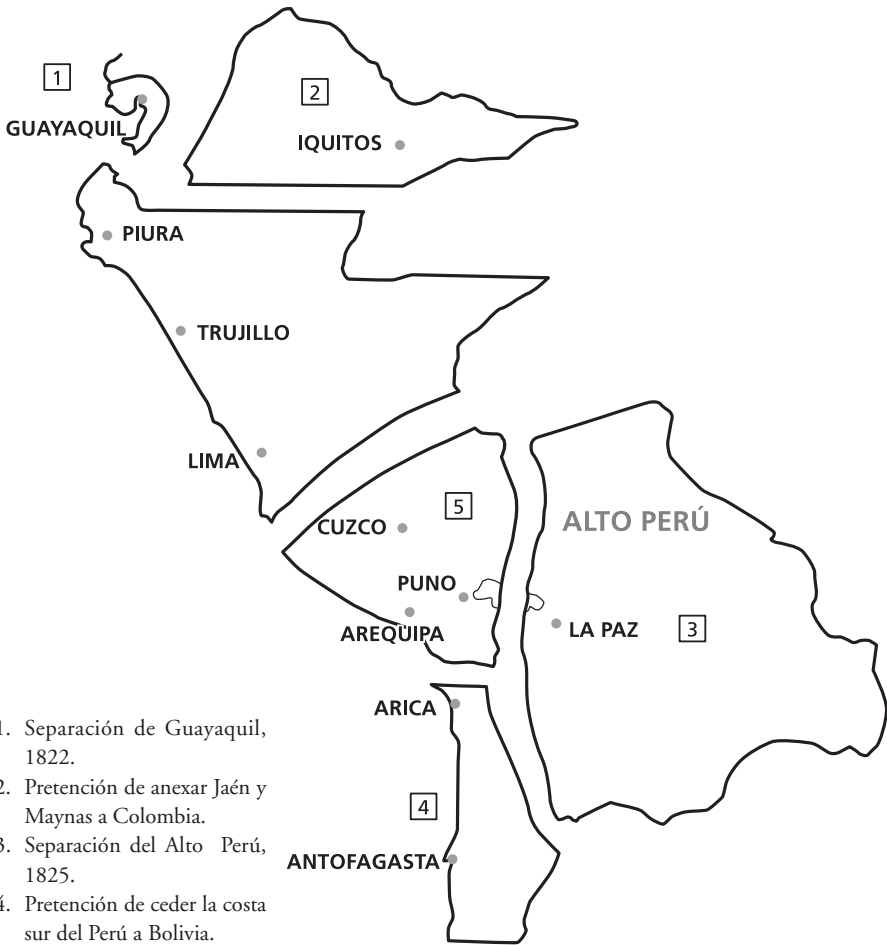 1
2
GUAYAQUIL
IQUITOS
PIURA
TRUJILLO
LIMA
5
CUZCO
ALTO PERÚ
PUNO
AREQUIPA
LA PAZ
3
ARICA
4
ANTOFAGASTA
1. Separación de Guayaquil,
1822.
2. Pretención de anexar Jaén y
Maynas a Colombia.
3. Separación del Alto Perú,
1825.
4. Pretención de ceder la costa
sur del Perú a Bolivia.